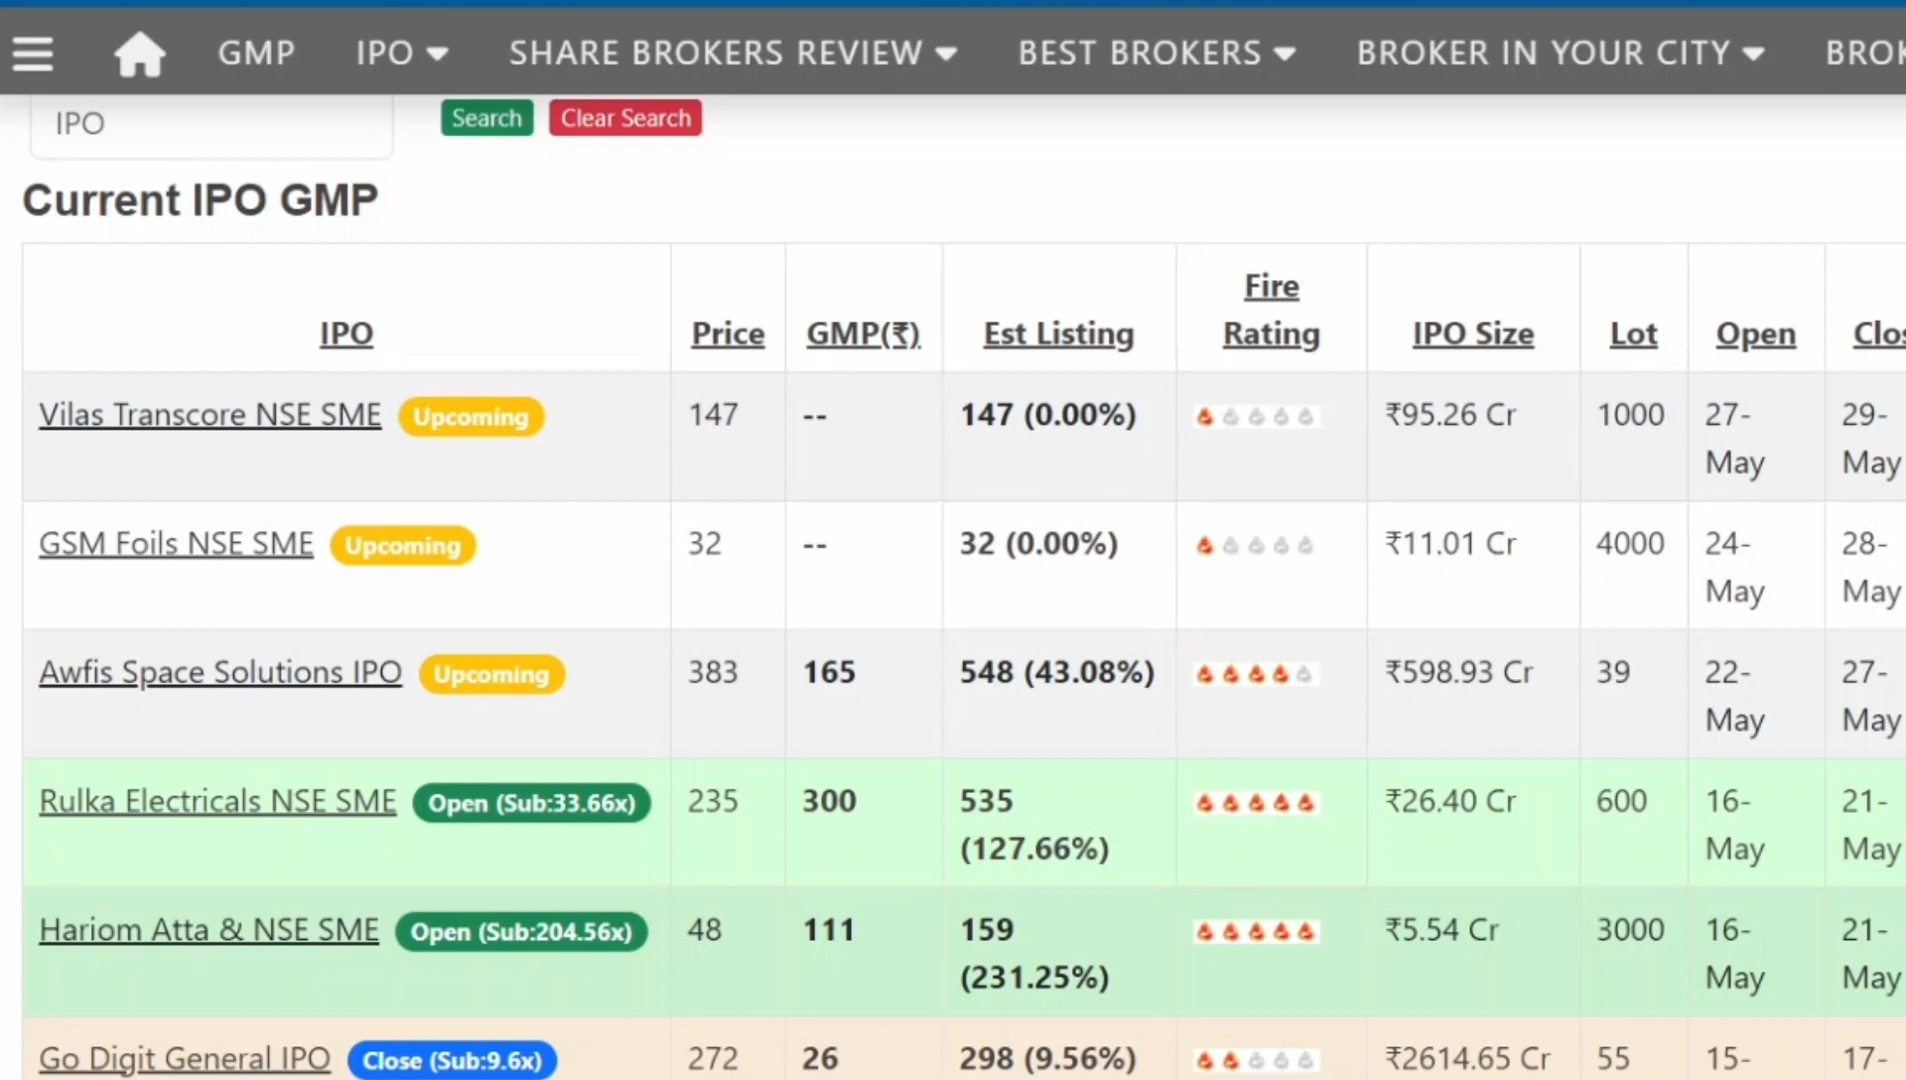 GMP IPO SHARE BROKERS REVIEW BEST BROKERS BROKER IN YOUR CITY
IPO Search Clear Search
Current IPO GMP
IPO Price GMP(₹) Est Listing Fire Rating IPO Size Lot Open
Vilas Transcore NSE SME Upcoming 147 -- 147 (0.00%) ₹95.26 Cr 1000 27- 29-
May May
GSM Foils NSE SME Upcoming 32 -- 32 (0.00%) ₹11.01 Cr 4000 24- 28-
May May
Awfis Space Solutions IPO Upcoming 383 165 548 (43.08%) ₹598.93 Cr 39 22- 27-
May May
Rulka Electricals NSE SME Open (Sub:33.66x) 235 300 535 ₹26.40 Cr 600 16- 21-
(127.66%) May May
Hariom Atta & NSE SME Open (Sub:204.56x) 48 111 159 ₹5.54 Cr 3000 16- 21-
(231.25%) May May
Go Digit General IPO Close (Sub:9.6x) 272 26 298 (9.56%) ₹2614.65 Cr 55 15- 17-